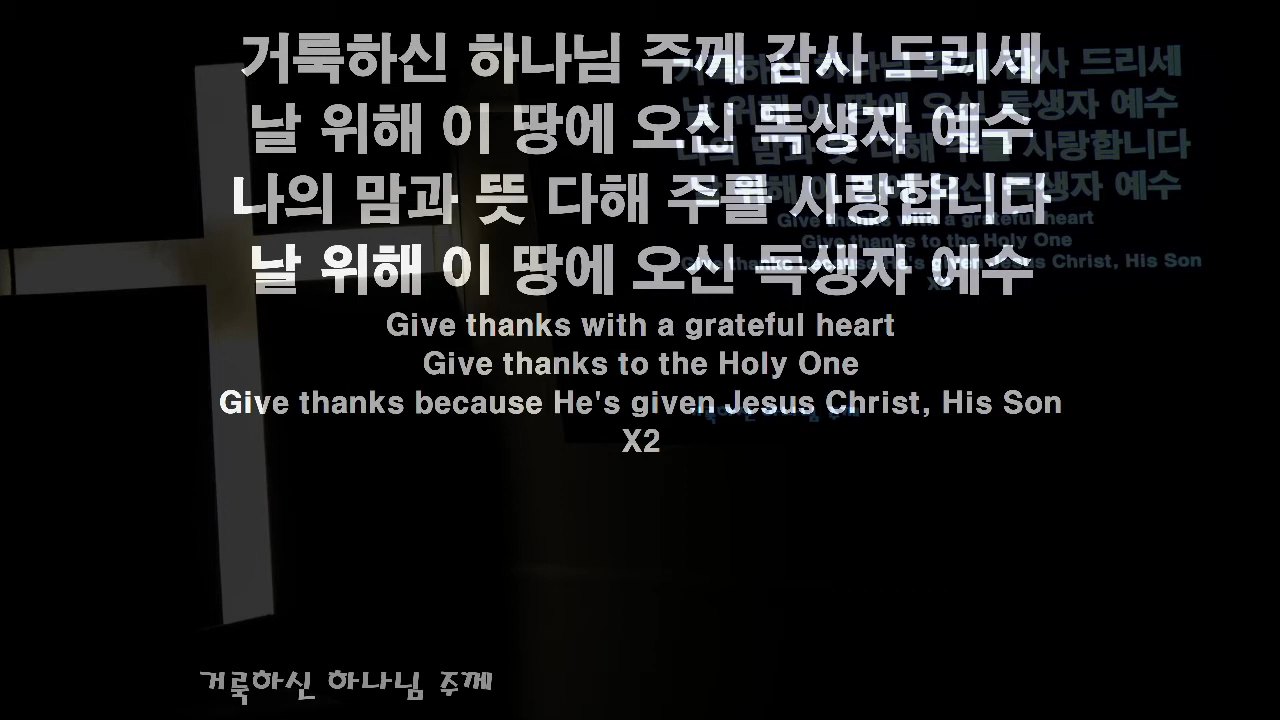 거룩하신 하나님 주께 감사 드리세
날 위해 이 땅에 오신 독생자 예수
나의 맘과 뜻 다해 주를 사랑합니다
날 위해 이 땅에 오신 독생자 예수
Give thanks with a grateful heart
Give thanks to the Holy One
Give thanks because He's given Jesus Christ, His Son
X2
거룩하신 하나님 주께